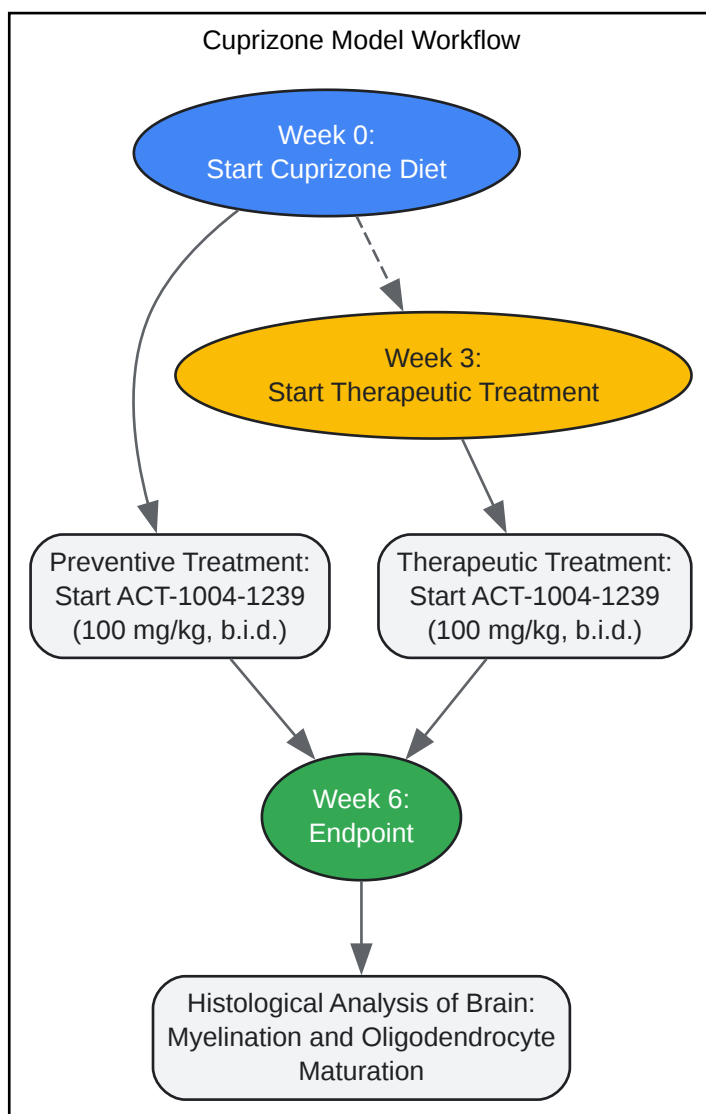 Cuprizone Model Workflow
Week 0:
Start Cuprizone Diet
Week 3:
Start Therapeutic Treatment
Preventive Treatment:
Start ACT-1004-1239
(100 mg/kg, b.i.d.)
Therapeutic Treatment:
Start ACT-1004-1239
(100 mg/kg, b.i.d.)
Week 6:
Endpoint
Histological Analysis of Brain:
Myelination and Oligodendrocyte
Maturation